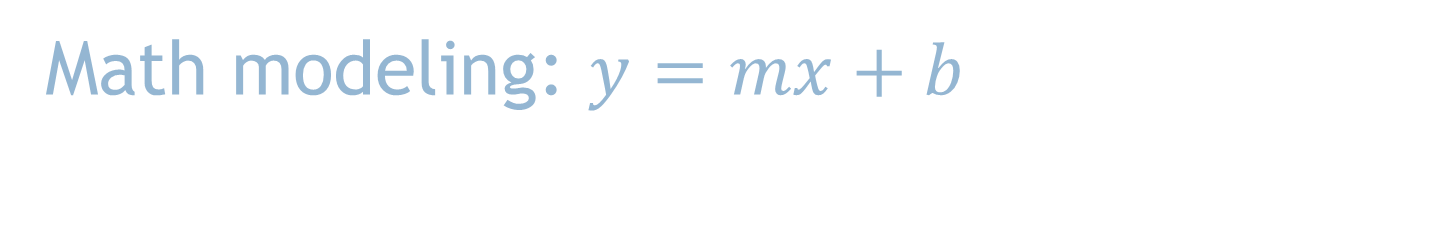 Math modeling: y = mx + b